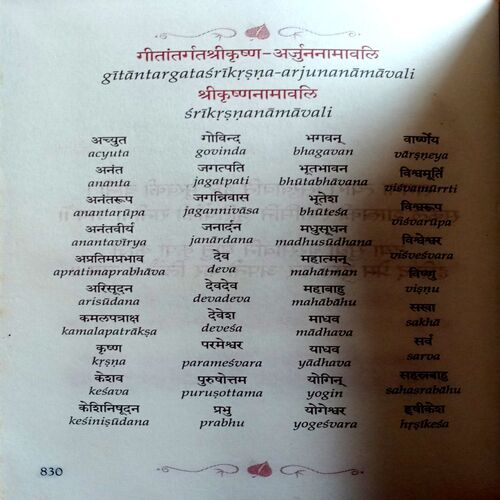 गीतांतर्गतश्रीकृष्ण-अर्जुननामावलि
gītāntargataśrīkṛṣṇa-arjunanāmāvali
श्रीकृष्णनामावलि
śrīkṛṣṇanāmāvali
अच्युत गोविन्द भगवन् वार्ष्णेय
acyuta govinda bhagavan vārṣṇeya
अनंत जगत्पति भूतभावन विश्वमूर्ति
ananta jagatpati bhūtabhāvana viśvamūrrti
अनंतरूप जगन्निवास भूतेश विश्वरूप
anantarūpa jagannivāsa bhūteśa viśvarūpa
अनंतवीर्य जनार्दन मधुसूदन विश्वेश्वर
anantavīrya janārdana madhusūdhana viśveśvara
अप्रतिमप्रभाव देव महात्मन् विष्णु
apratimaprabhāva deva mahātman viṣṇu
अरिसूदन देवदेव महाबाहु सखा
arisūdana devadeva mahābāhu sakhā
कमलपत्राक्ष देवेश माधव सर्व
kamalapatrākṣa deveśa mādhava sarva
कृष्ण परमेश्वर याधव सहस्रबाहु
kṛṣṇa parameśvara yādhava sahasrabāhu
केशव पुरुषोत्तम योगिन् हृषीकेश
keśava puruṣottama yogin hṛṣīkeśa
केशिनिषूदन प्रभु योगेश्वर
keśiniṣūdana prabhu yogeśvara
830